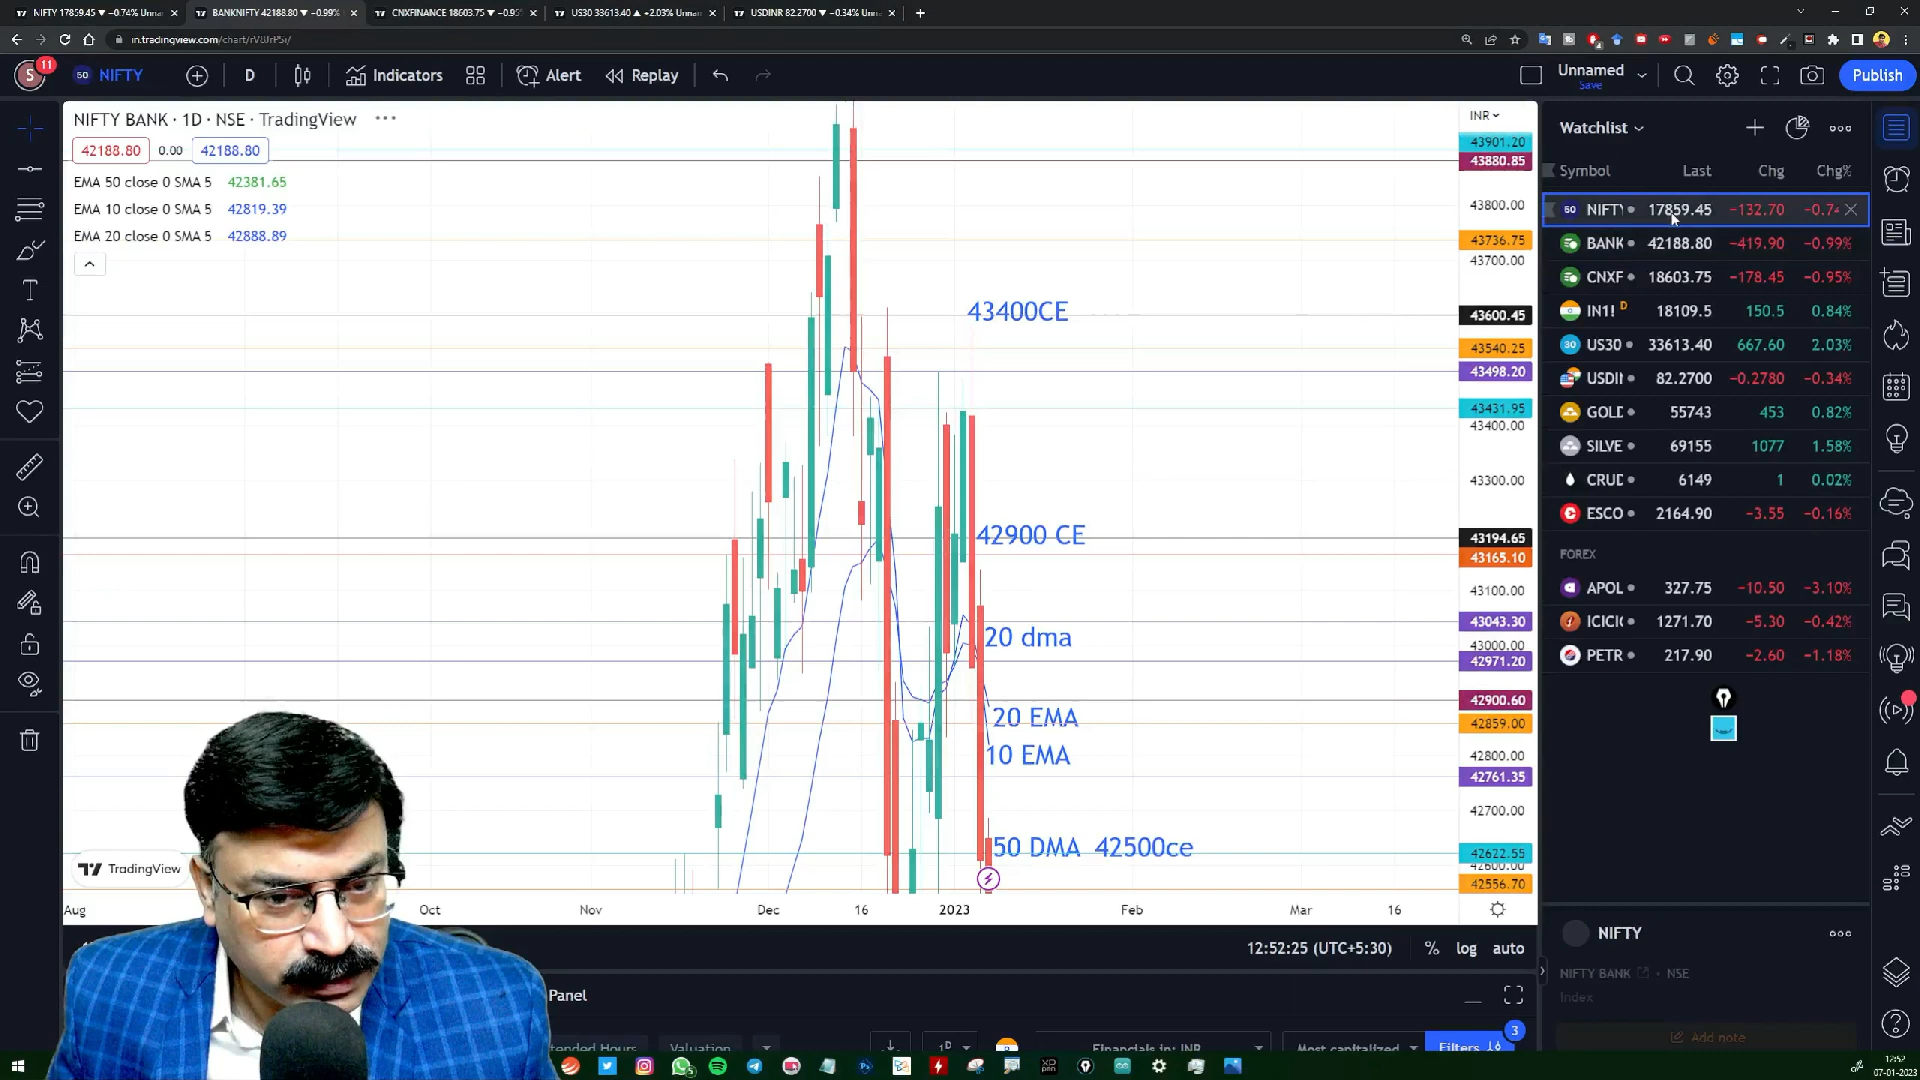 NIFTY 17859.45 ▼ −0.74% Unnam
BANKNIFTY 42188.80 ▼ −0.99%
CNXFINANCE 18603.75 ▼ −0.95%
US30 33613.40 ▲ +2.03% Unnam
USDINR 82.2700 ▼ −0.34% Unna
S
11
50 NIFTY
D
Indicators
Alert
Replay
Unnamed
Save
Publish
NIFTY BANK · 1D · NSE · TradingView
INR
42188.80 0.00 42188.80
EMA 50 close 0 SMA 5 42381.65
EMA 10 close 0 SMA 5 42819.39
EMA 20 close 0 SMA 5 42888.89
43400CE
42900 CE
20 dma
20 EMA
10 EMA
50 DMA 42500ce
43901.20
43880.85
43800.00
43736.75
43700.00
43600.45
43540.25
43498.20
43431.95
43400.00
43300.00
43194.65
43165.10
43100.00
43043.30
43000.00
42971.20
42900.60
42859.00
42800.00
42761.35
42700.00
42622.55
42600.00
42556.70
TradingView
Aug
Oct
Nov
Dec
16
2023
Feb
Mar
16
12:52:25 (UTC+5:30)
% log auto
Panel
Valuation
1D
Financials in: INR
Most capitalized
Filters
3
Watchlist
Symbol Last Chg Chg%
50 NIFTY 17859.45 −132.70 −0.74
BANK 42188.80 −419.90 −0.99%
CNXF 18603.75 −178.45 −0.95%
IN1! D 18109.5 150.5 0.84%
30 US30 33613.40 667.60 2.03%
USDI 82.2700 −0.2780 −0.34%
GOLD 55743 453 0.82%
SILVE 69155 1077 1.58%
CRUD 6149 1 0.02%
ESCO 2164.90 −3.55 −0.16%
FOREX
APOL 327.75 −10.50 −3.10%
ICICI 1271.70 −5.30 −0.42%
PETR 217.90 −2.60 −1.18%
NIFTY
NIFTY BANK · NSE
Index
Add note
12:52
07-01-2023